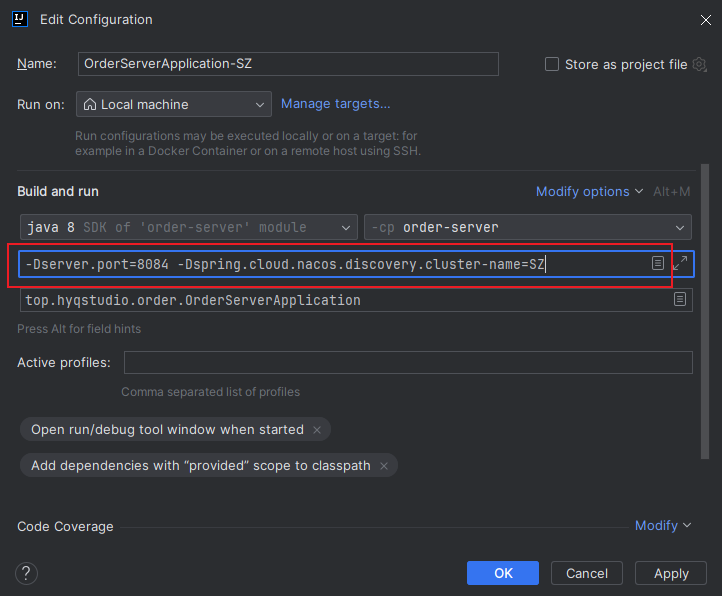 IJ Edit Configuration
Name: OrderServerApplication-SZ Store as project file
Run on: Local machine Manage targets...
Run configurations may be executed locally or on a target: for
example in a Docker Container or on a remote host using SSH.
Build and run Modify options Alt+M
java 8 SDK of 'order-server' module -cp order-server
-Dserver.port=8084 -Dspring.cloud.nacos.discovery.cluster-name=SZ
top.hyqstudio.order.OrderServerApplication
Press Alt for field hints
Active profiles:
Comma separated list of profiles
Open run/debug tool window when started ×
Add dependencies with “provided” scope to classpath ×
Code Coverage Modify
? OK Cancel Apply